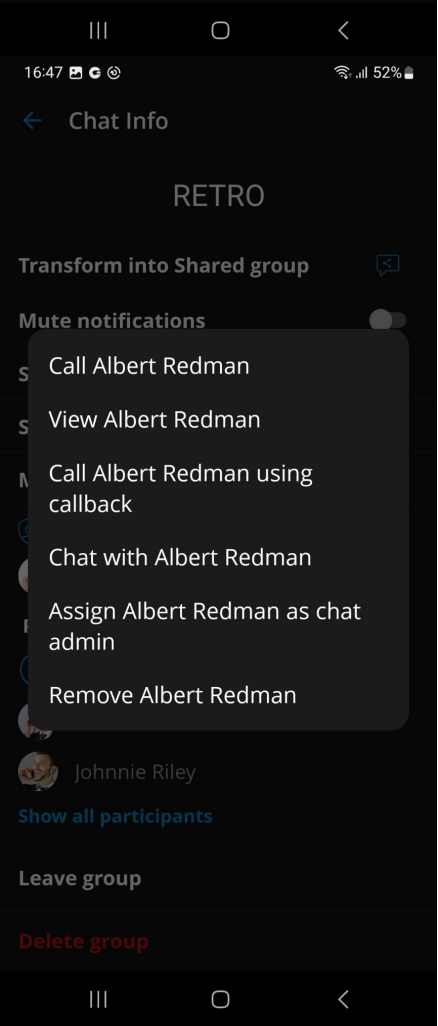 16:47
52%
Chat Info
RETRO
Transform into Shared group
Mute notifications
S
Call Albert Redman
View Albert Redman
S
Call Albert Redman using
callback
M
Chat with Albert Redman
Assign Albert Redman as chat
admin
Remove Albert Redman
Johnnie Riley
Show all participants
Leave group
Delete group